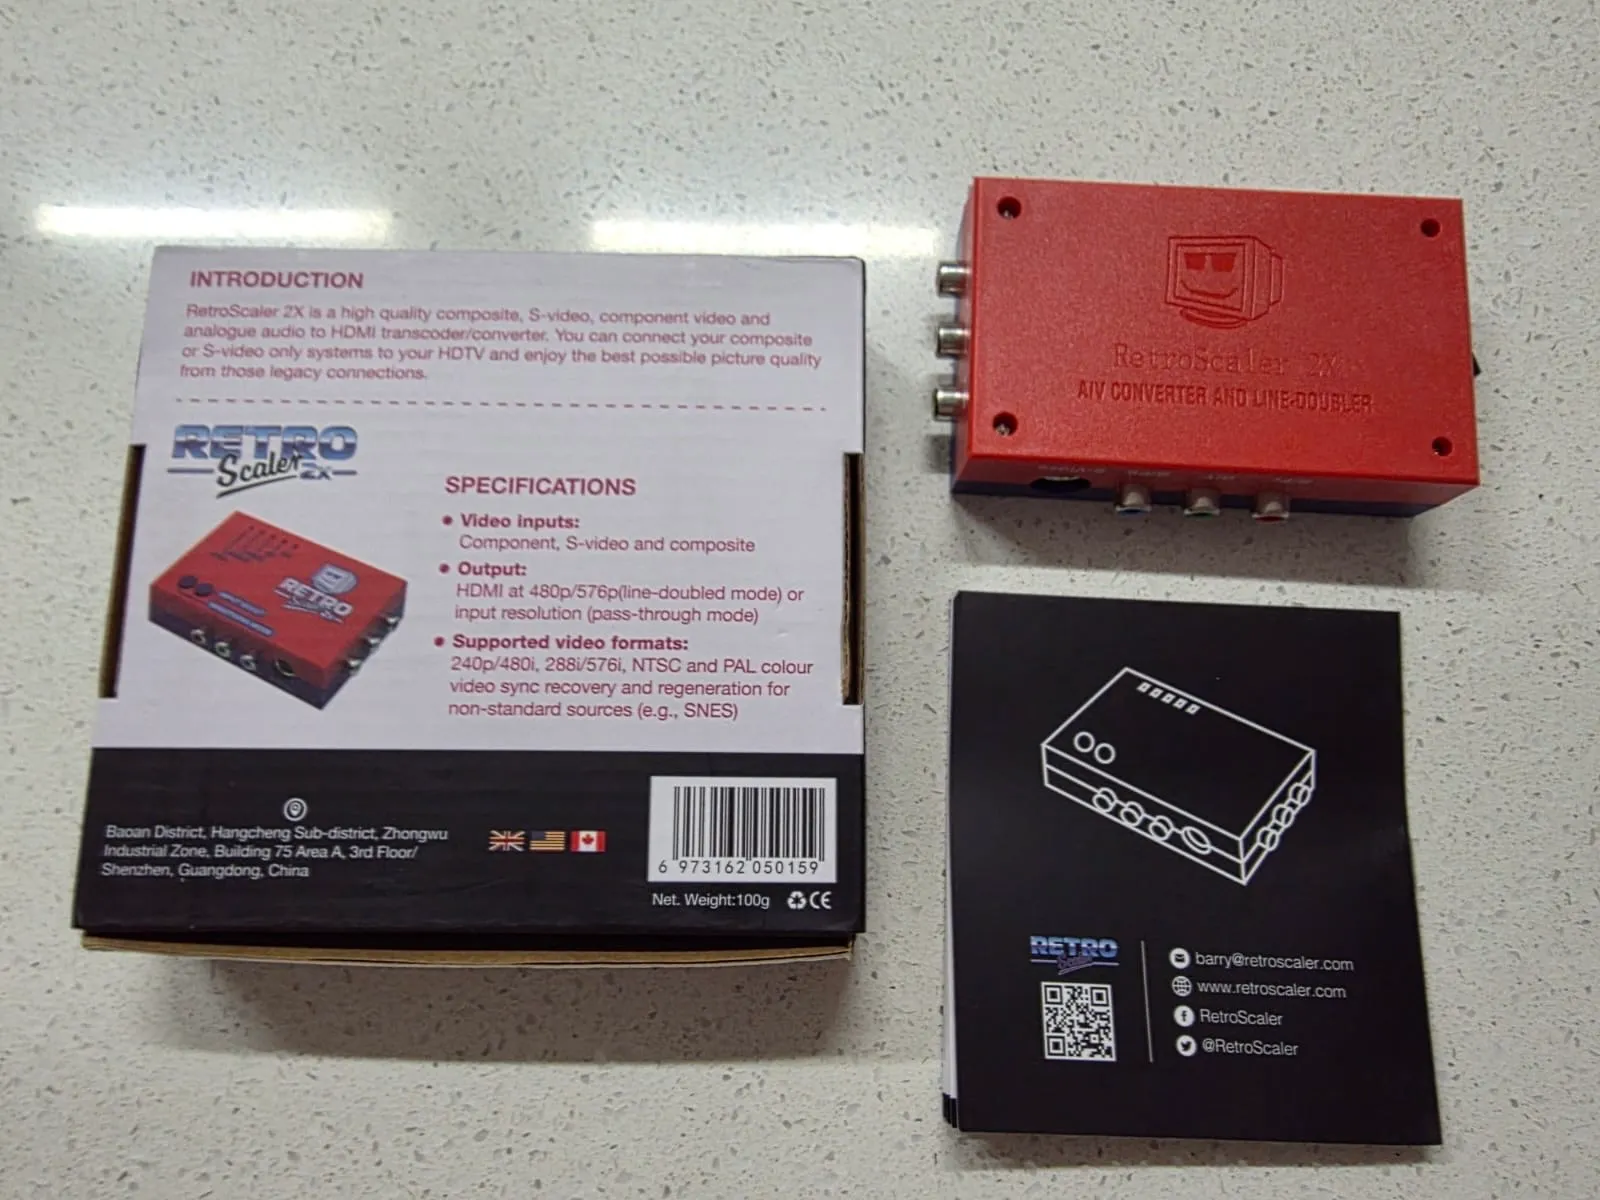 INTRODUCTION
RetroScaler 2X is a high quality composite, S-video, component video and
analogue audio to HDMI transcoder/converter. You can connect your composite
or S-video only systems to your HDTV and enjoy the best possible picture quality
from those legacy connections.
RETRO
Scaler 2X
SPECIFICATIONS
• Video inputs:
Component, S-video and composite
• Output:
HDMI at 480p/576p(line-doubled mode) or
input resolution (pass-through mode)
• Supported video formats:
240p/480i, 288i/576i, NTSC and PAL colour
video sync recovery and regeneration for
non-standard sources (e.g., SNES)
RETRO
Baoan District, Hangcheng Sub-district, Zhongwu
Industrial Zone, Building 75 Area A, 3rd Floor/
Shenzhen, Guangdong, China
6 973162 050159
Net. Weight:100g
CE
RetroScaler 2X
A/V CONVERTER AND LINE-DOUBLER
S-Video
RETRO
Scaler
barry@retroscaler.com
www.retroscaler.com
RetroScaler
@RetroScaler